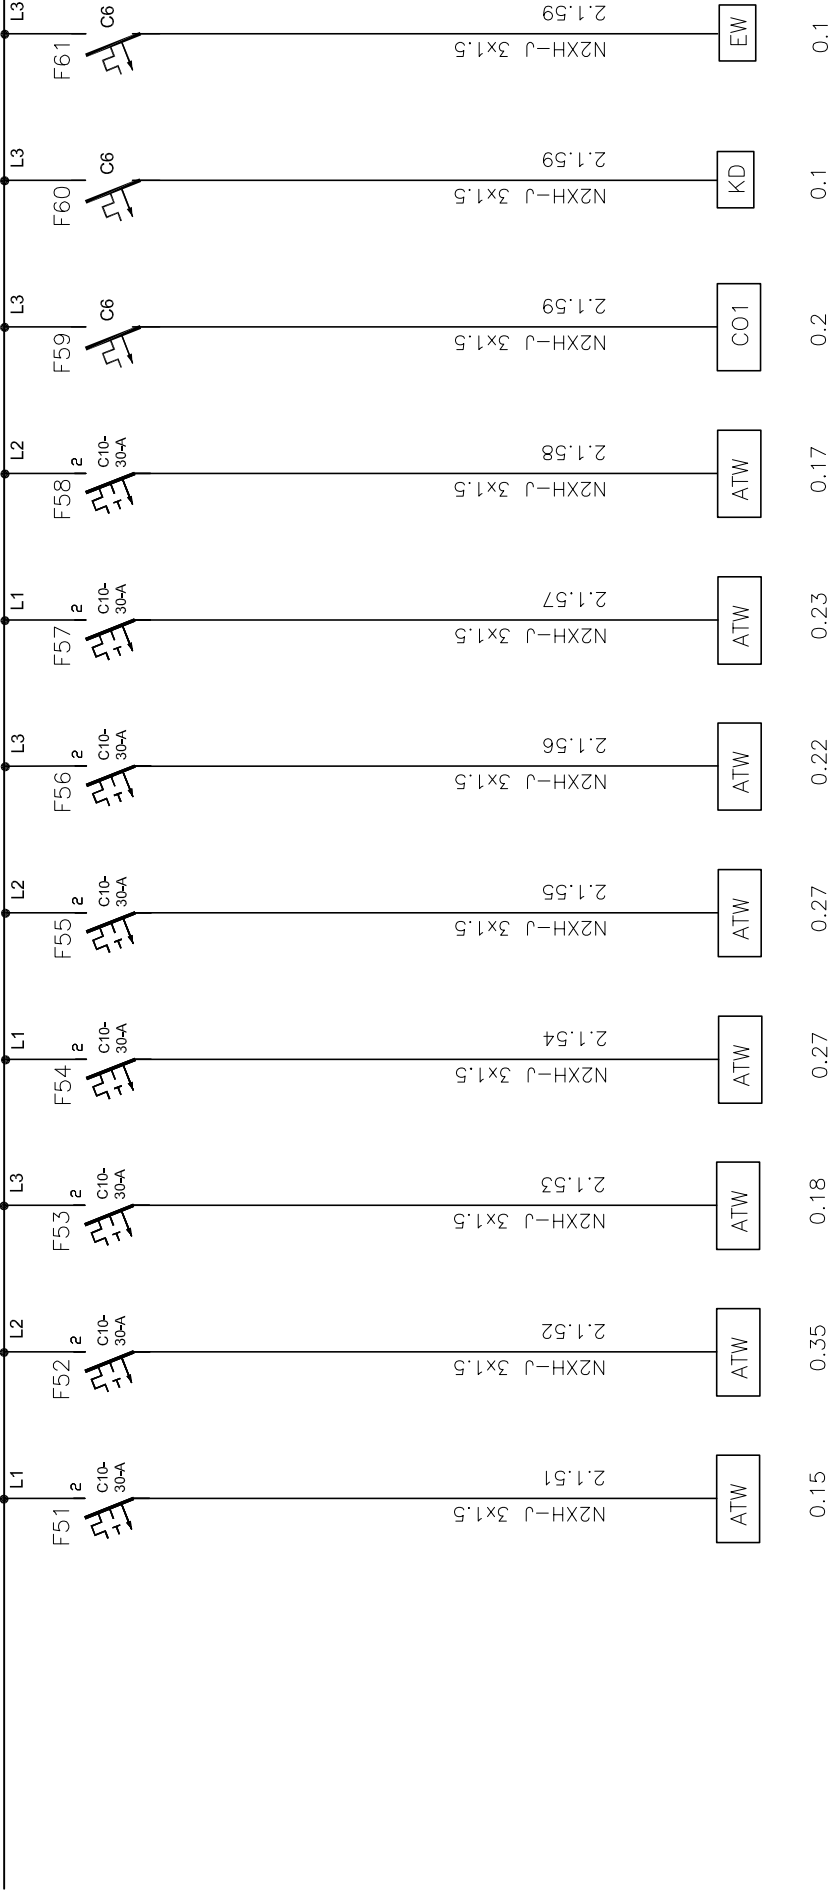 L3
F61
C6
2.1.59
N2XH-J 3x1.5
EW
0.1
L3
F60
C6
2.1.59
N2XH-J 3x1.5
KD
0.1
L3
F59
C6
2.1.59
N2XH-J 3x1.5
CO1
0.2
L2
F58
2
C10-
30-A
2.1.58
N2XH-J 3x1.5
ATW
0.17
L1
F57
2
C10-
30-A
2.1.57
N2XH-J 3x1.5
ATW
0.23
L3
F56
2
C10-
30-A
2.1.56
N2XH-J 3x1.5
ATW
0.22
L2
F55
2
C10-
30-A
2.1.55
N2XH-J 3x1.5
ATW
0.27
L1
F54
2
C10-
30-A
2.1.54
N2XH-J 3x1.5
ATW
0.27
L3
F53
2
C10-
30-A
2.1.53
N2XH-J 3x1.5
ATW
0.18
L2
F52
2
C10-
30-A
2.1.52
N2XH-J 3x1.5
ATW
0.35
L1
F51
2
C10-
30-A
2.1.51
N2XH-J 3x1.5
ATW
0.15